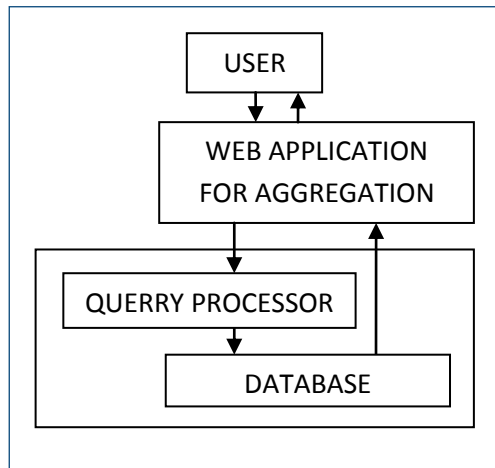 USER
WEB APPLICATION
FOR AGGREGATION
QUERRY PROCESSOR
DATABASE